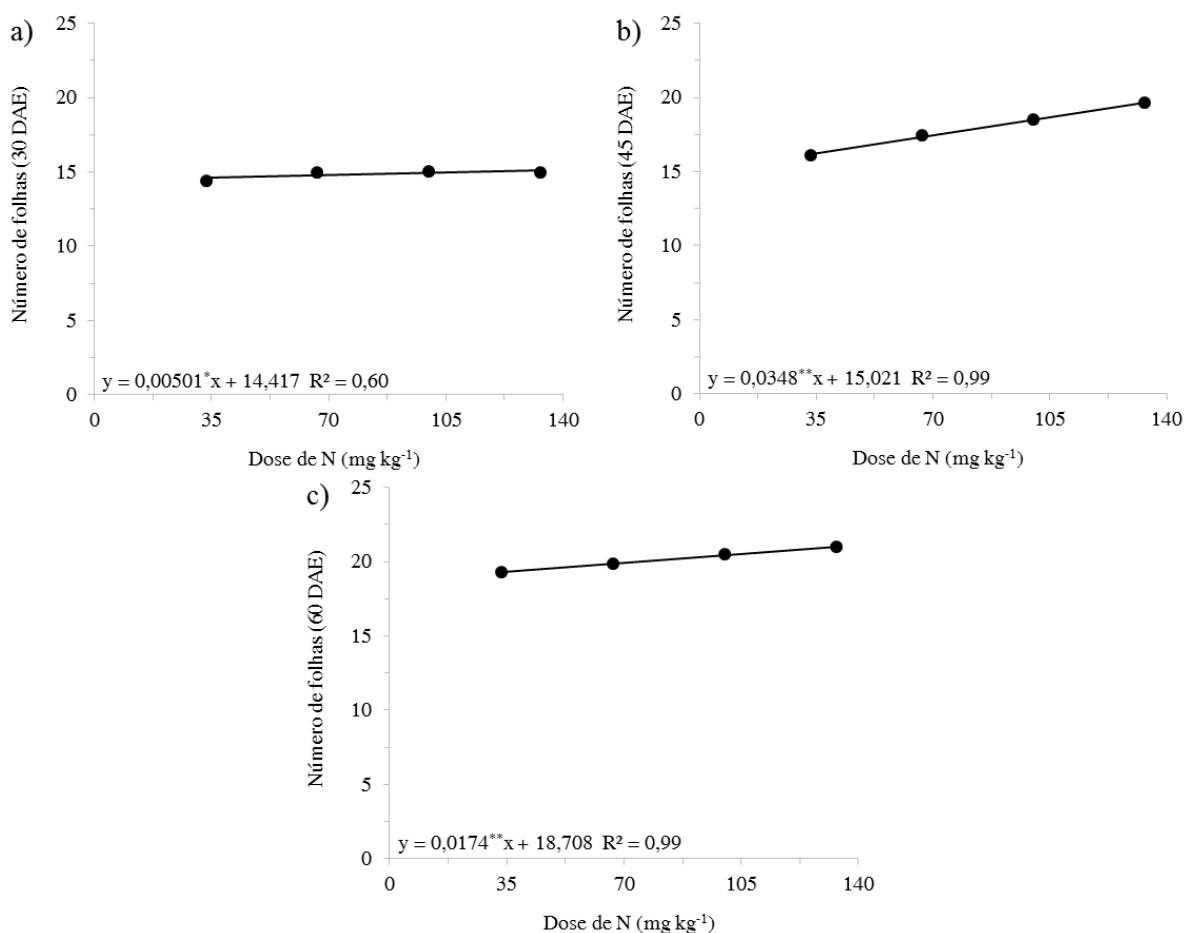 a)
Número de folhas (30 DAE)
25
20
15
10
5
0
y = 0,00501*x + 14,417 R² = 0,60
0 35 70 105 140
Dose de N (mg kg⁻¹)
b)
Número de folhas (45 DAE)
25
20
15
10
5
0
y = 0,0348**x + 15,021 R² = 0,99
0 35 70 105 140
Dose de N (mg kg⁻¹)
c)
Número de folhas (60 DAE)
25
20
15
10
5
0
y = 0,0174**x + 18,708 R² = 0,99
0 35 70 105 140
Dose de N (mg kg⁻¹)